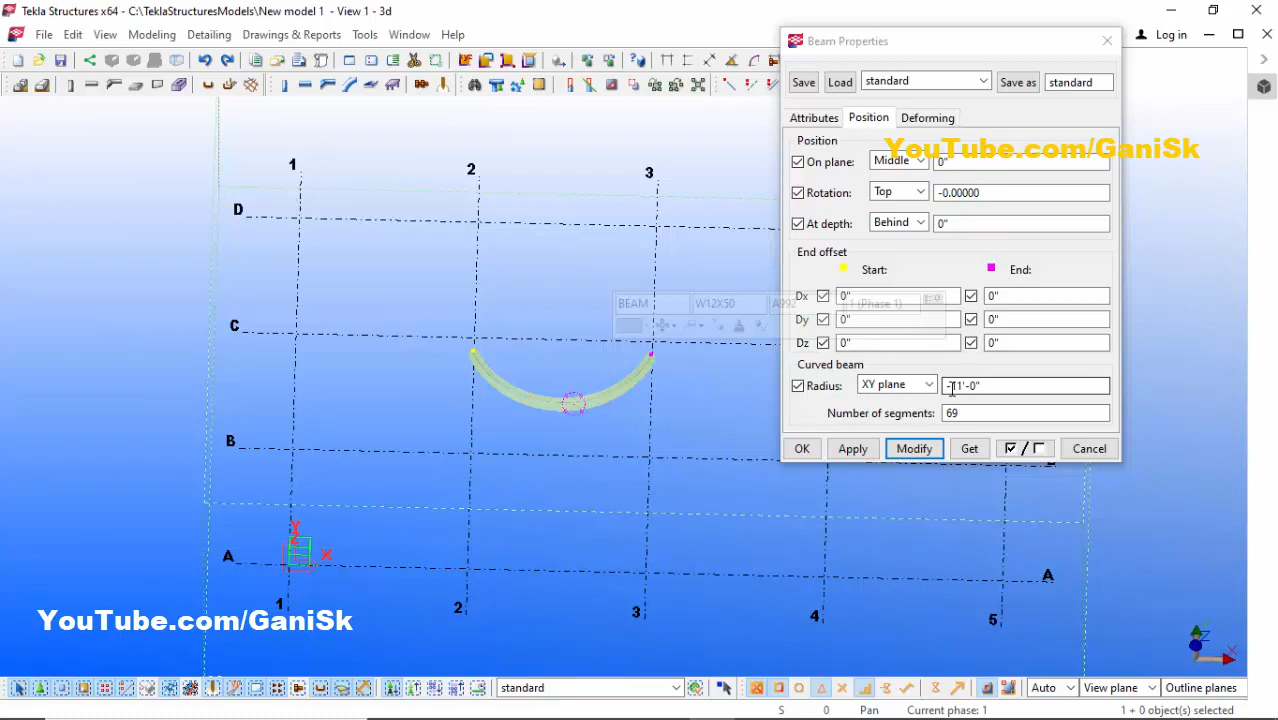 Tekla Structures x64 - C:\TeklaStructuresModels\New model 1 - View 1 - 3d
File Edit View Modeling Detailing Drawings & Reports Tools Window Help
Log in
Beam Properties
Save Load standard Save as standard
Attributes Position Deforming
YouTube.com/GaniSk
Position
On plane: Middle 0"
Rotation: Top -0.00000
At depth: Behind 0"
End offset
Start: End:
Dx 0" 0"
Dy 0" 0"
Dz 0" 0"
Curved beam
Radius: XY plane
Number of segments: 69
OK Apply Modify Get / Cancel
BEAM W12X50 A992 1 (Phase 1)
1 2 3
D
C
B
A A
Y
Z
X
1 2 3 4 5
YouTube.com/GaniSk
Z
X
standard Auto View plane Outline planes
S 0 Pan Current phase: 1 1 + 0 object(s) selected